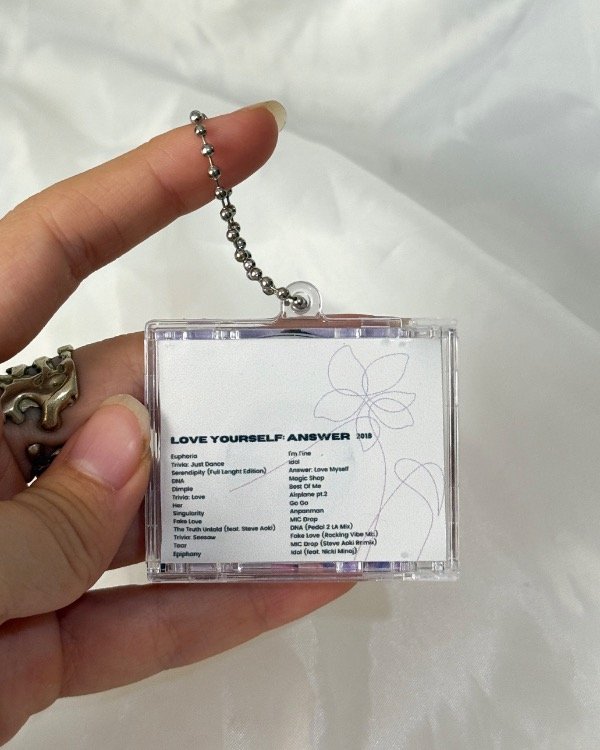 LOVE YOURSELF: ANSWER 2018
Euphoria
Trivia: Just Dance
Serendipity (Full Lenght Edition)
DNA
Dimple
Trivia: Love
Her
Singularity
Fake Love
The Truth Untold (feat. Steve Aoki)
Trivia: Seesaw
Tear
Epiphany
I'm Fine
Idol
Answer: Love Myself
Magic Shop
Best Of Me
Airplane pt.2
Go Go
Anpanman
MIC Drop
DNA (Pedal 2 LA Mix)
Fake Love (Rocking Vibe Mix)
MIC Drop (Steve Aoki Remix)
Idol (feat. Nicki Minaj)